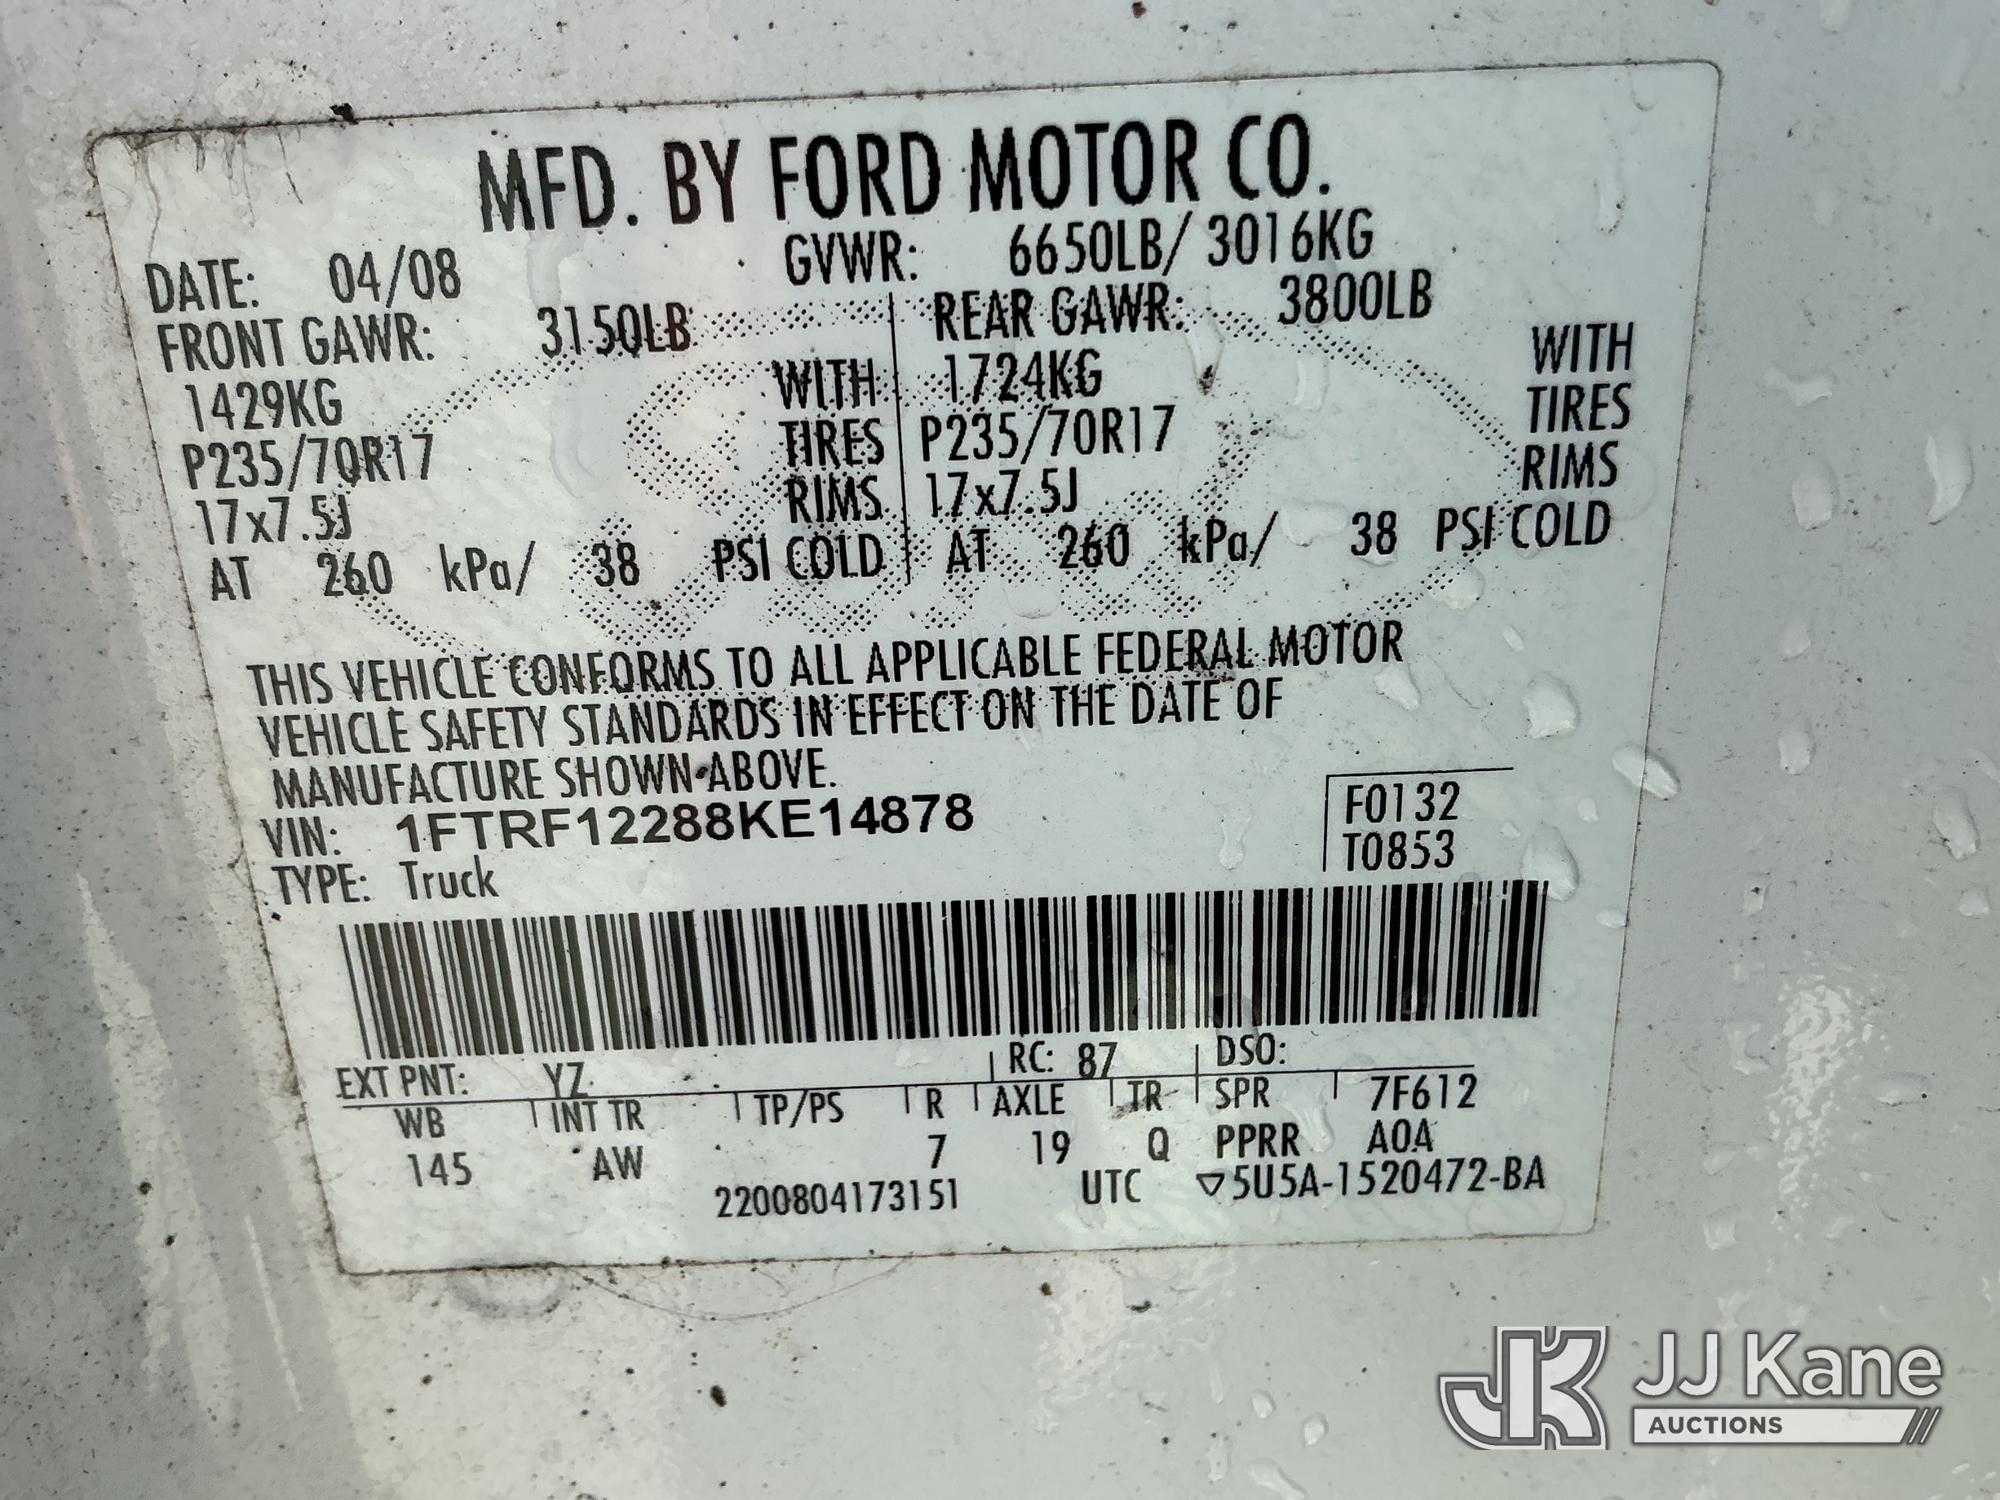 MFD. BY FORD MOTOR CO.
DATE: 04/08 GVWR: 6650LB/ 3016KG
FRONT GAWR: 3150LB REAR GAWR: 3800LB
1429KG WITH 1724KG WITH
P235/70R17 TIRES P235/70R17 TIRES
17x7.5J RIMS 17x7.5J RIMS
AT 260 kPa/ 38 PSI COLD AT 260 kPa/ 38 PSI COLD
THIS VEHICLE CONFORMS TO ALL APPLICABLE FEDERAL MOTOR
VEHICLE SAFETY STANDARDS IN EFFECT ON THE DATE OF
MANUFACTURE SHOWN ABOVE.
VIN: 1FTRF12288KE14878 F0132
TYPE: Truck T0853
EXT PNT: YZ RC: 87 DSO:
WB INT TR TP/PS R AXLE TR SPR 7F612
145 AW 7 19 Q PPRR A0A
2200804173151 UTC ▽5U5A-1520472-BA
JK JJ Kane
AUCTIONS